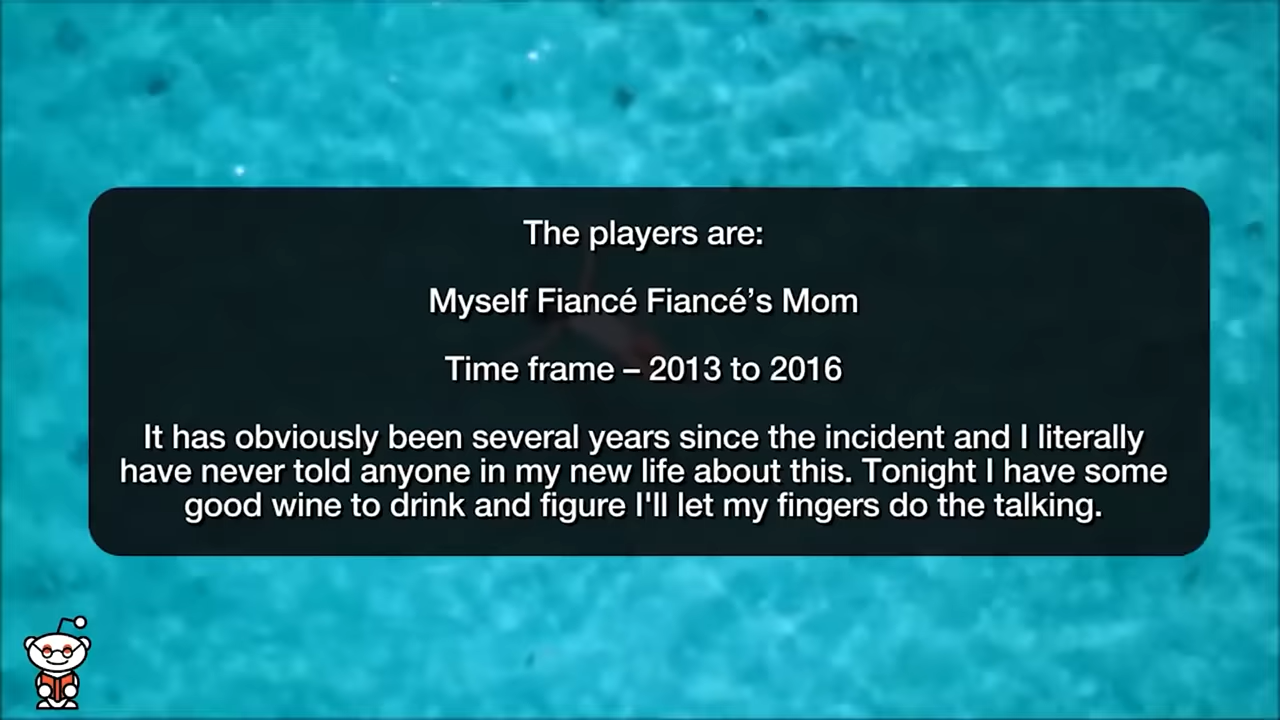 The players are:
Myself Fiancé Fiancé’s Mom
Time frame – 2013 to 2016
It has obviously been several years since the incident and I literally
have never told anyone in my new life about this. Tonight I have some
good wine to drink and figure I'll let my fingers do the talking.